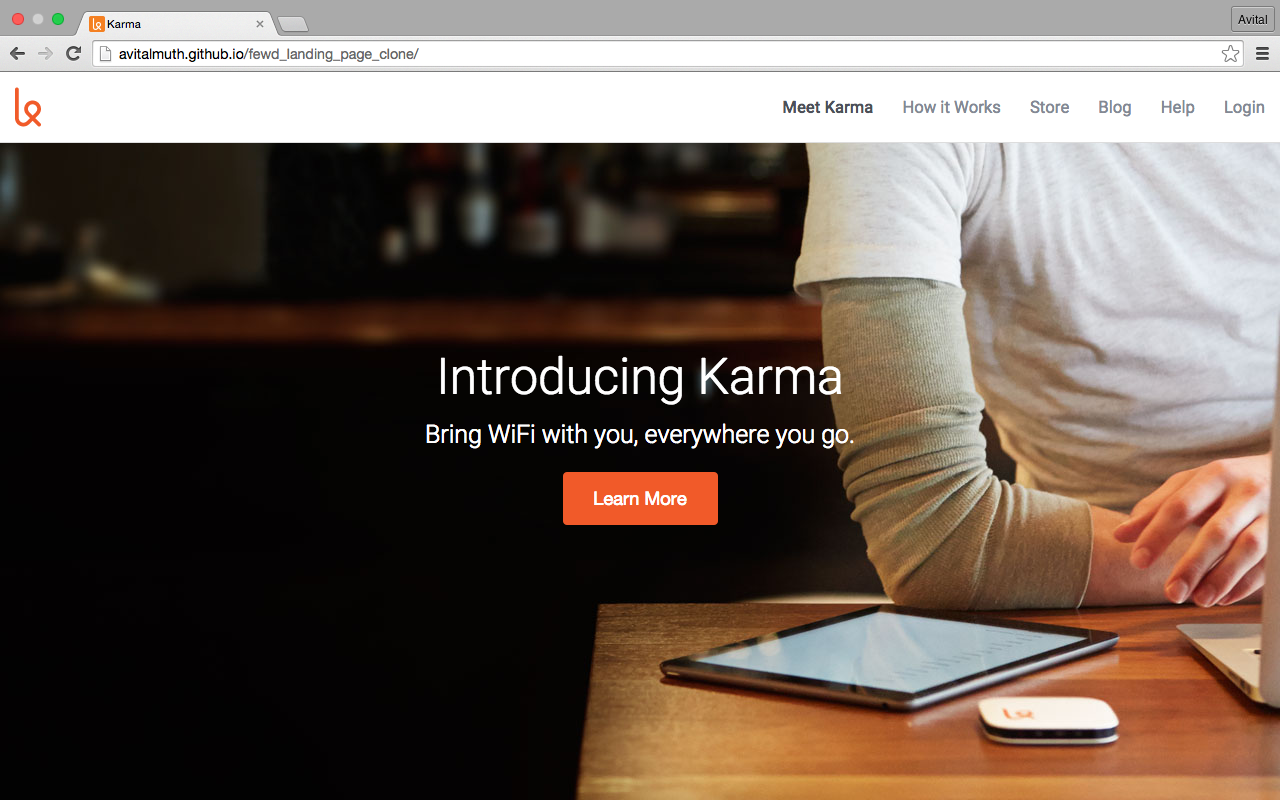 Karma
Avital
avitalmuth.github.io/fewd_landing_page_clone/
Meet Karma How it Works Store Blog Help Login
Introducing Karma
Bring WiFi with you, everywhere you go.
Learn More